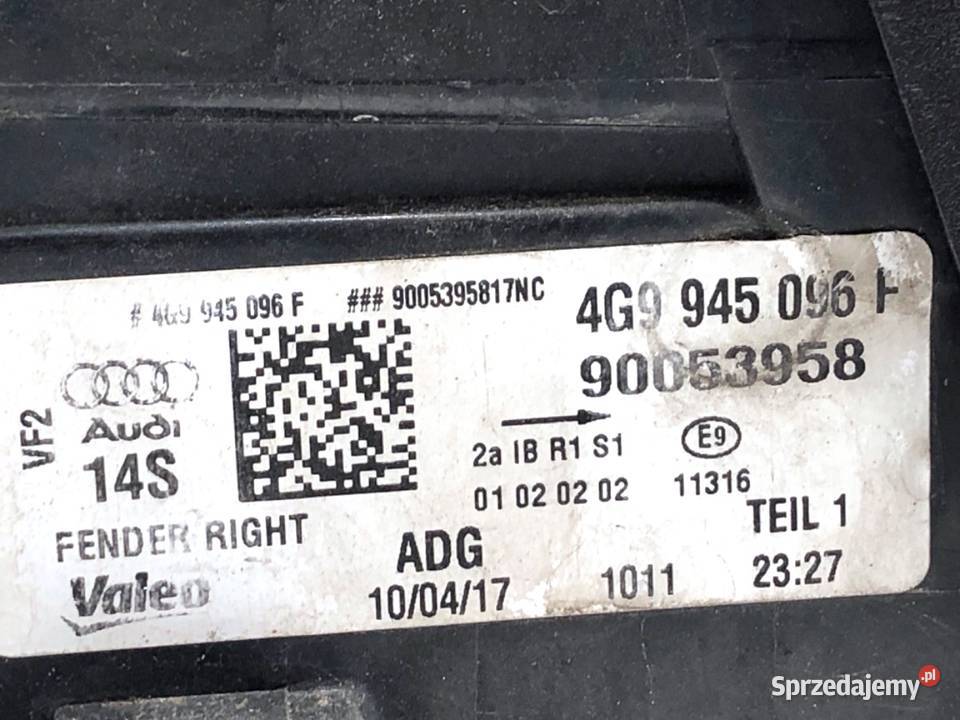 # 4G9 945 096 F ### 9005395817NC
4G9 945 096 F
90053958
VF2
Audi
14S
2a IB R1 S1 E9
01 02 02 02 11316
FENDER RIGHT
ADG
TEIL 1
Valeo
10/04/17 1011 23:27
Sprzedajemy.pl